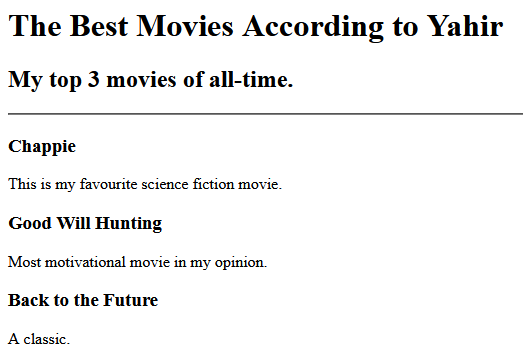 The Best Movies According to Yahir
My top 3 movies of all-time.
Chappie
This is my favourite science fiction movie.
Good Will Hunting
Most motivational movie in my opinion.
Back to the Future
A classic.